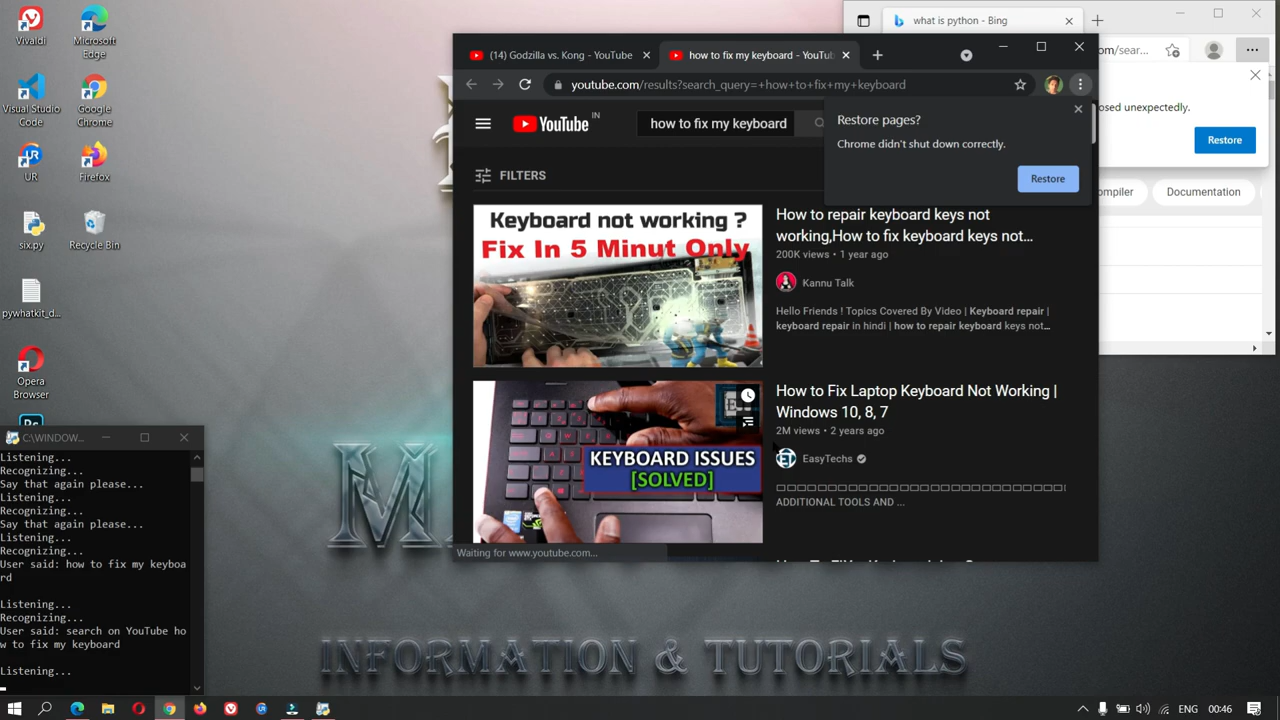 Vivaldi
Microsoft
Edge
Visual Studio
Code
Google
Chrome
UR
Firefox
six.py
Recycle Bin
pywhatkit_d...
Opera
Browser
Ps
what is python - Bing
om/sear...
osed unexpectedly.
Restore
ompiler
Documentation
(14) Godzilla vs. Kong - YouTube
how to fix my keyboard - YouTub
youtube.com/results?search_query=+how+to+fix+my+keyboard
YouTube IN
how to fix my keyboard
Restore pages?
Chrome didn't shut down correctly.
Restore
FILTERS
Keyboard not working ?
Fix In 5 Minut Only
How to repair keyboard keys not
working,How to fix keyboard keys not...
200K views • 1 year ago
Kannu Talk
Hello Friends ! Topics Covered By Video | Keyboard repair |
keyboard repair in hindi | how to repair keyboard keys not...
KEYBOARD ISSUES
[SOLVED]
How to Fix Laptop Keyboard Not Working |
Windows 10, 8, 7
2M views • 2 years ago
EasyTechs
ADDITIONAL TOOLS AND ...
Waiting for www.youtube.com...
C:\WINDOW...
Listening...
Recognizing...
Say that again please...
Listening...
Recognizing...
Say that again please...
Listening...
Recognizing...
User said: how to fix my keyboa
rd
Listening...
Recognizing...
User said: search on YouTube ho
w to fix my keyboard
Listening...
INFORMATION & TUTORIALS
ENG
00:46